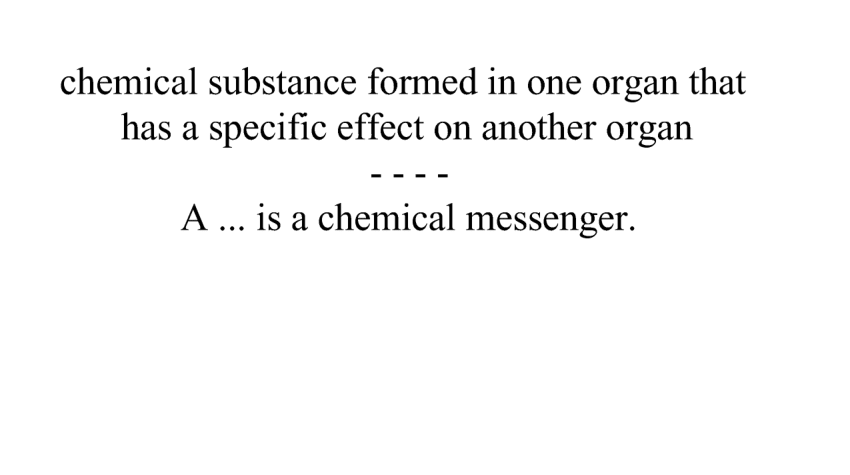 chemical substance formed in one organ that
has a specific effect on another organ
- - - -
A ... is a chemical messenger.